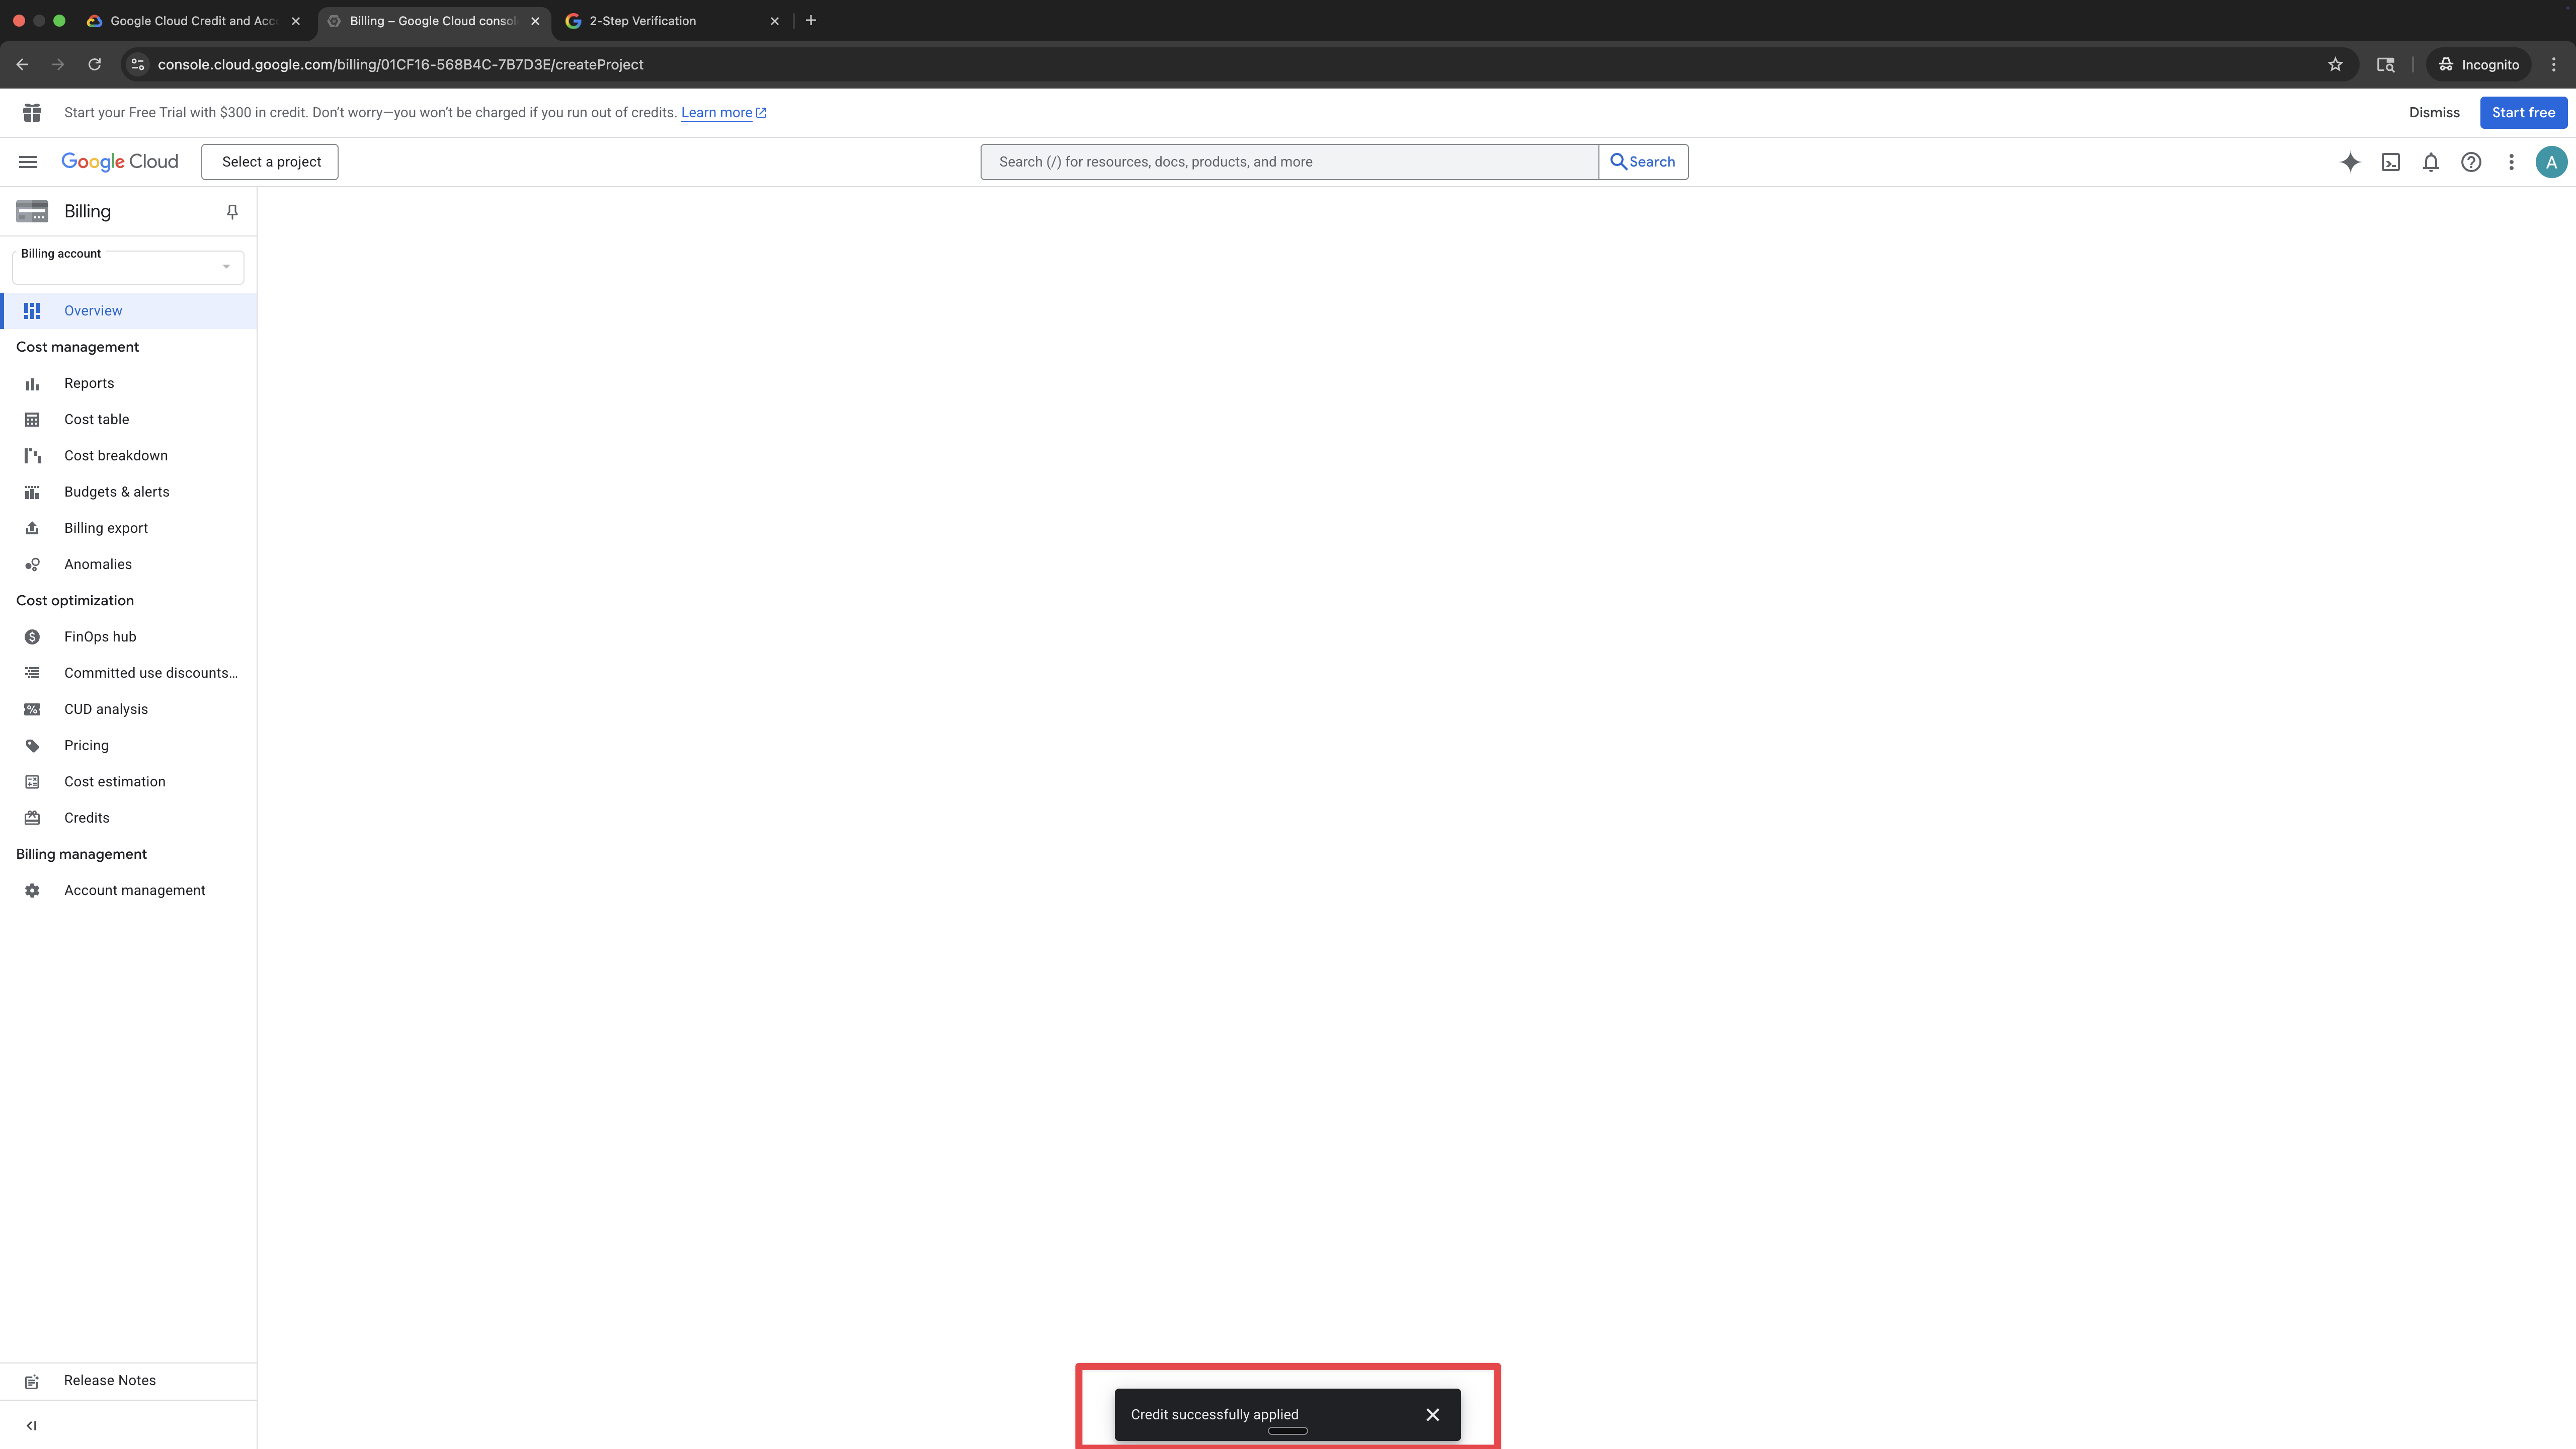 Google Cloud Credit and Acc
Billing – Google Cloud consol
2-Step Verification
console.cloud.google.com/billing/01CF16-568B4C-7B7D3E/createProject
Incognito
Start your Free Trial with $300 in credit. Don’t worry—you won’t be charged if you run out of credits. Learn more
Dismiss
Start free
Google Cloud
Select a project
Search (/) for resources, docs, products, and more
Search
A
Billing
Billing account
Overview
Cost management
Reports
Cost table
Cost breakdown
Budgets & alerts
Billing export
Anomalies
Cost optimization
FinOps hub
Committed use discounts…
CUD analysis
Pricing
Cost estimation
Credits
Billing management
Account management
Release Notes
Credit successfully applied